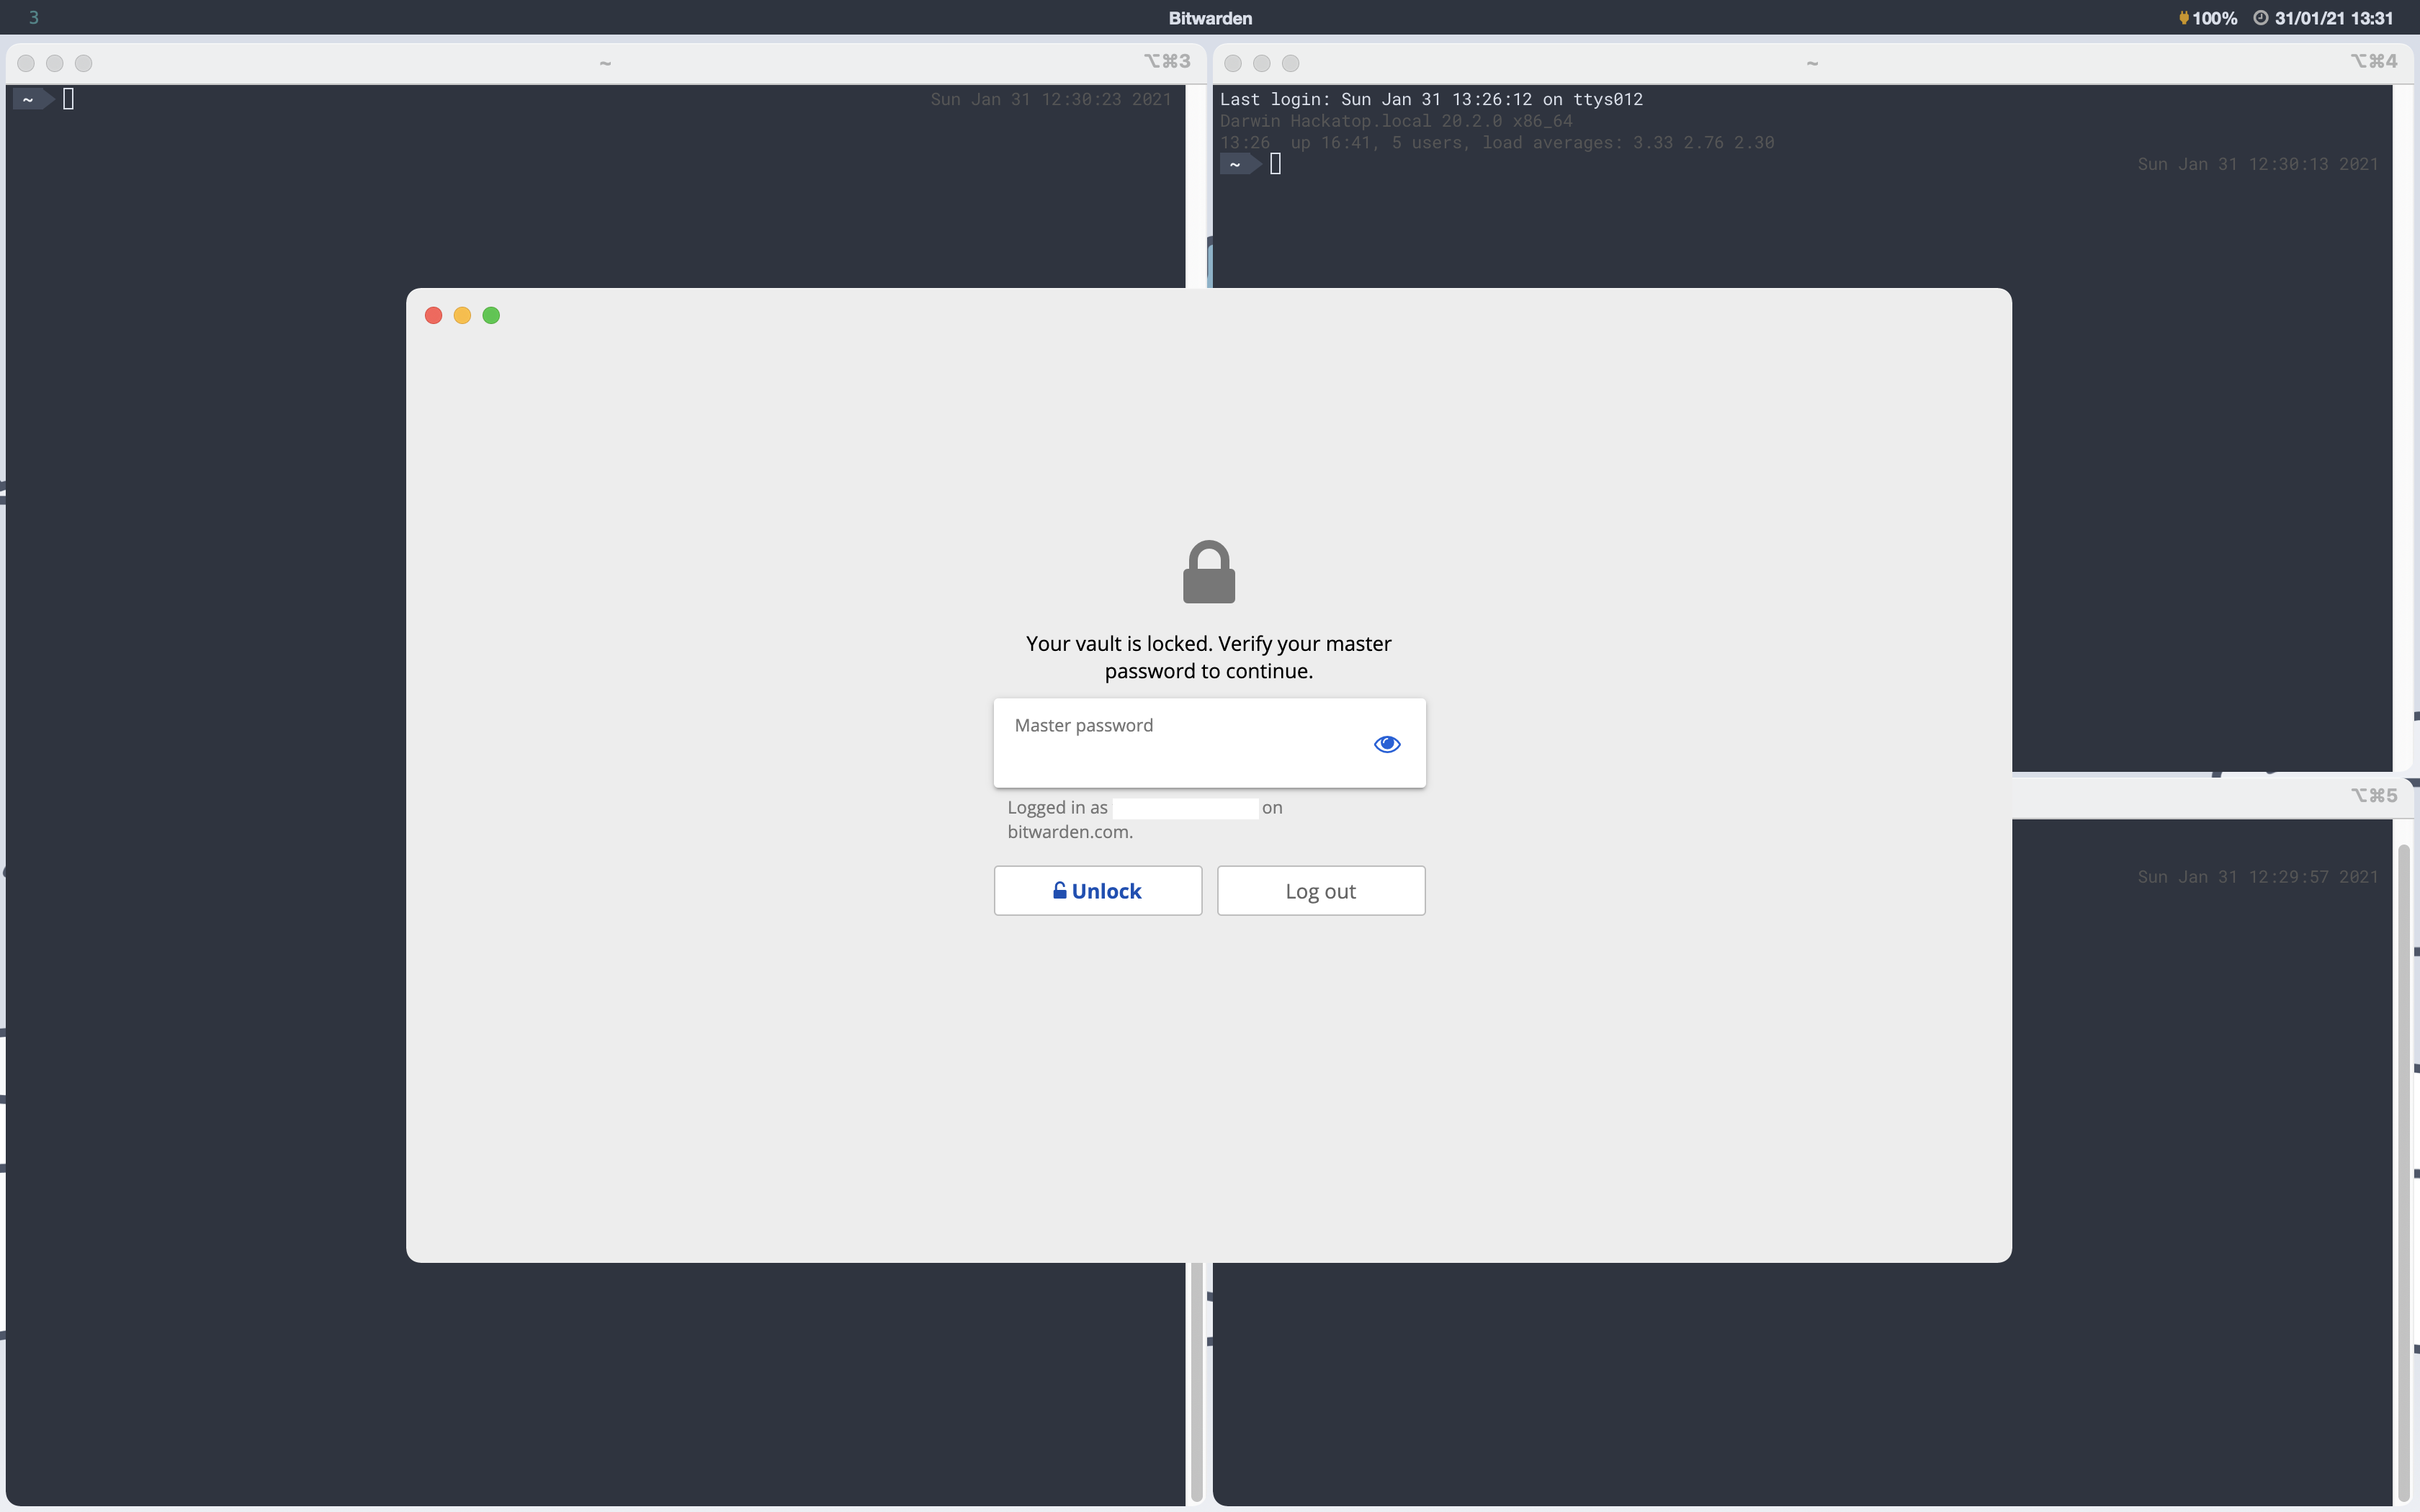 3
Bitwarden
100% 31/01/21 13:31
~ ⌥⌘3
~ Sun Jan 31 12:30:23 2021
~ ⌥⌘4
Last login: Sun Jan 31 13:26:12 on ttys012
Darwin Hackatop.local 20.2.0 x86_64
13:26  up 16:41, 5 users, load averages: 3.33 2.76 2.30
~ Sun Jan 31 12:30:13 2021
Your vault is locked. Verify your master
password to continue.
Master password
Logged in as on
bitwarden.com.
Unlock
Log out
⌥⌘5
Sun Jan 31 12:29:57 2021